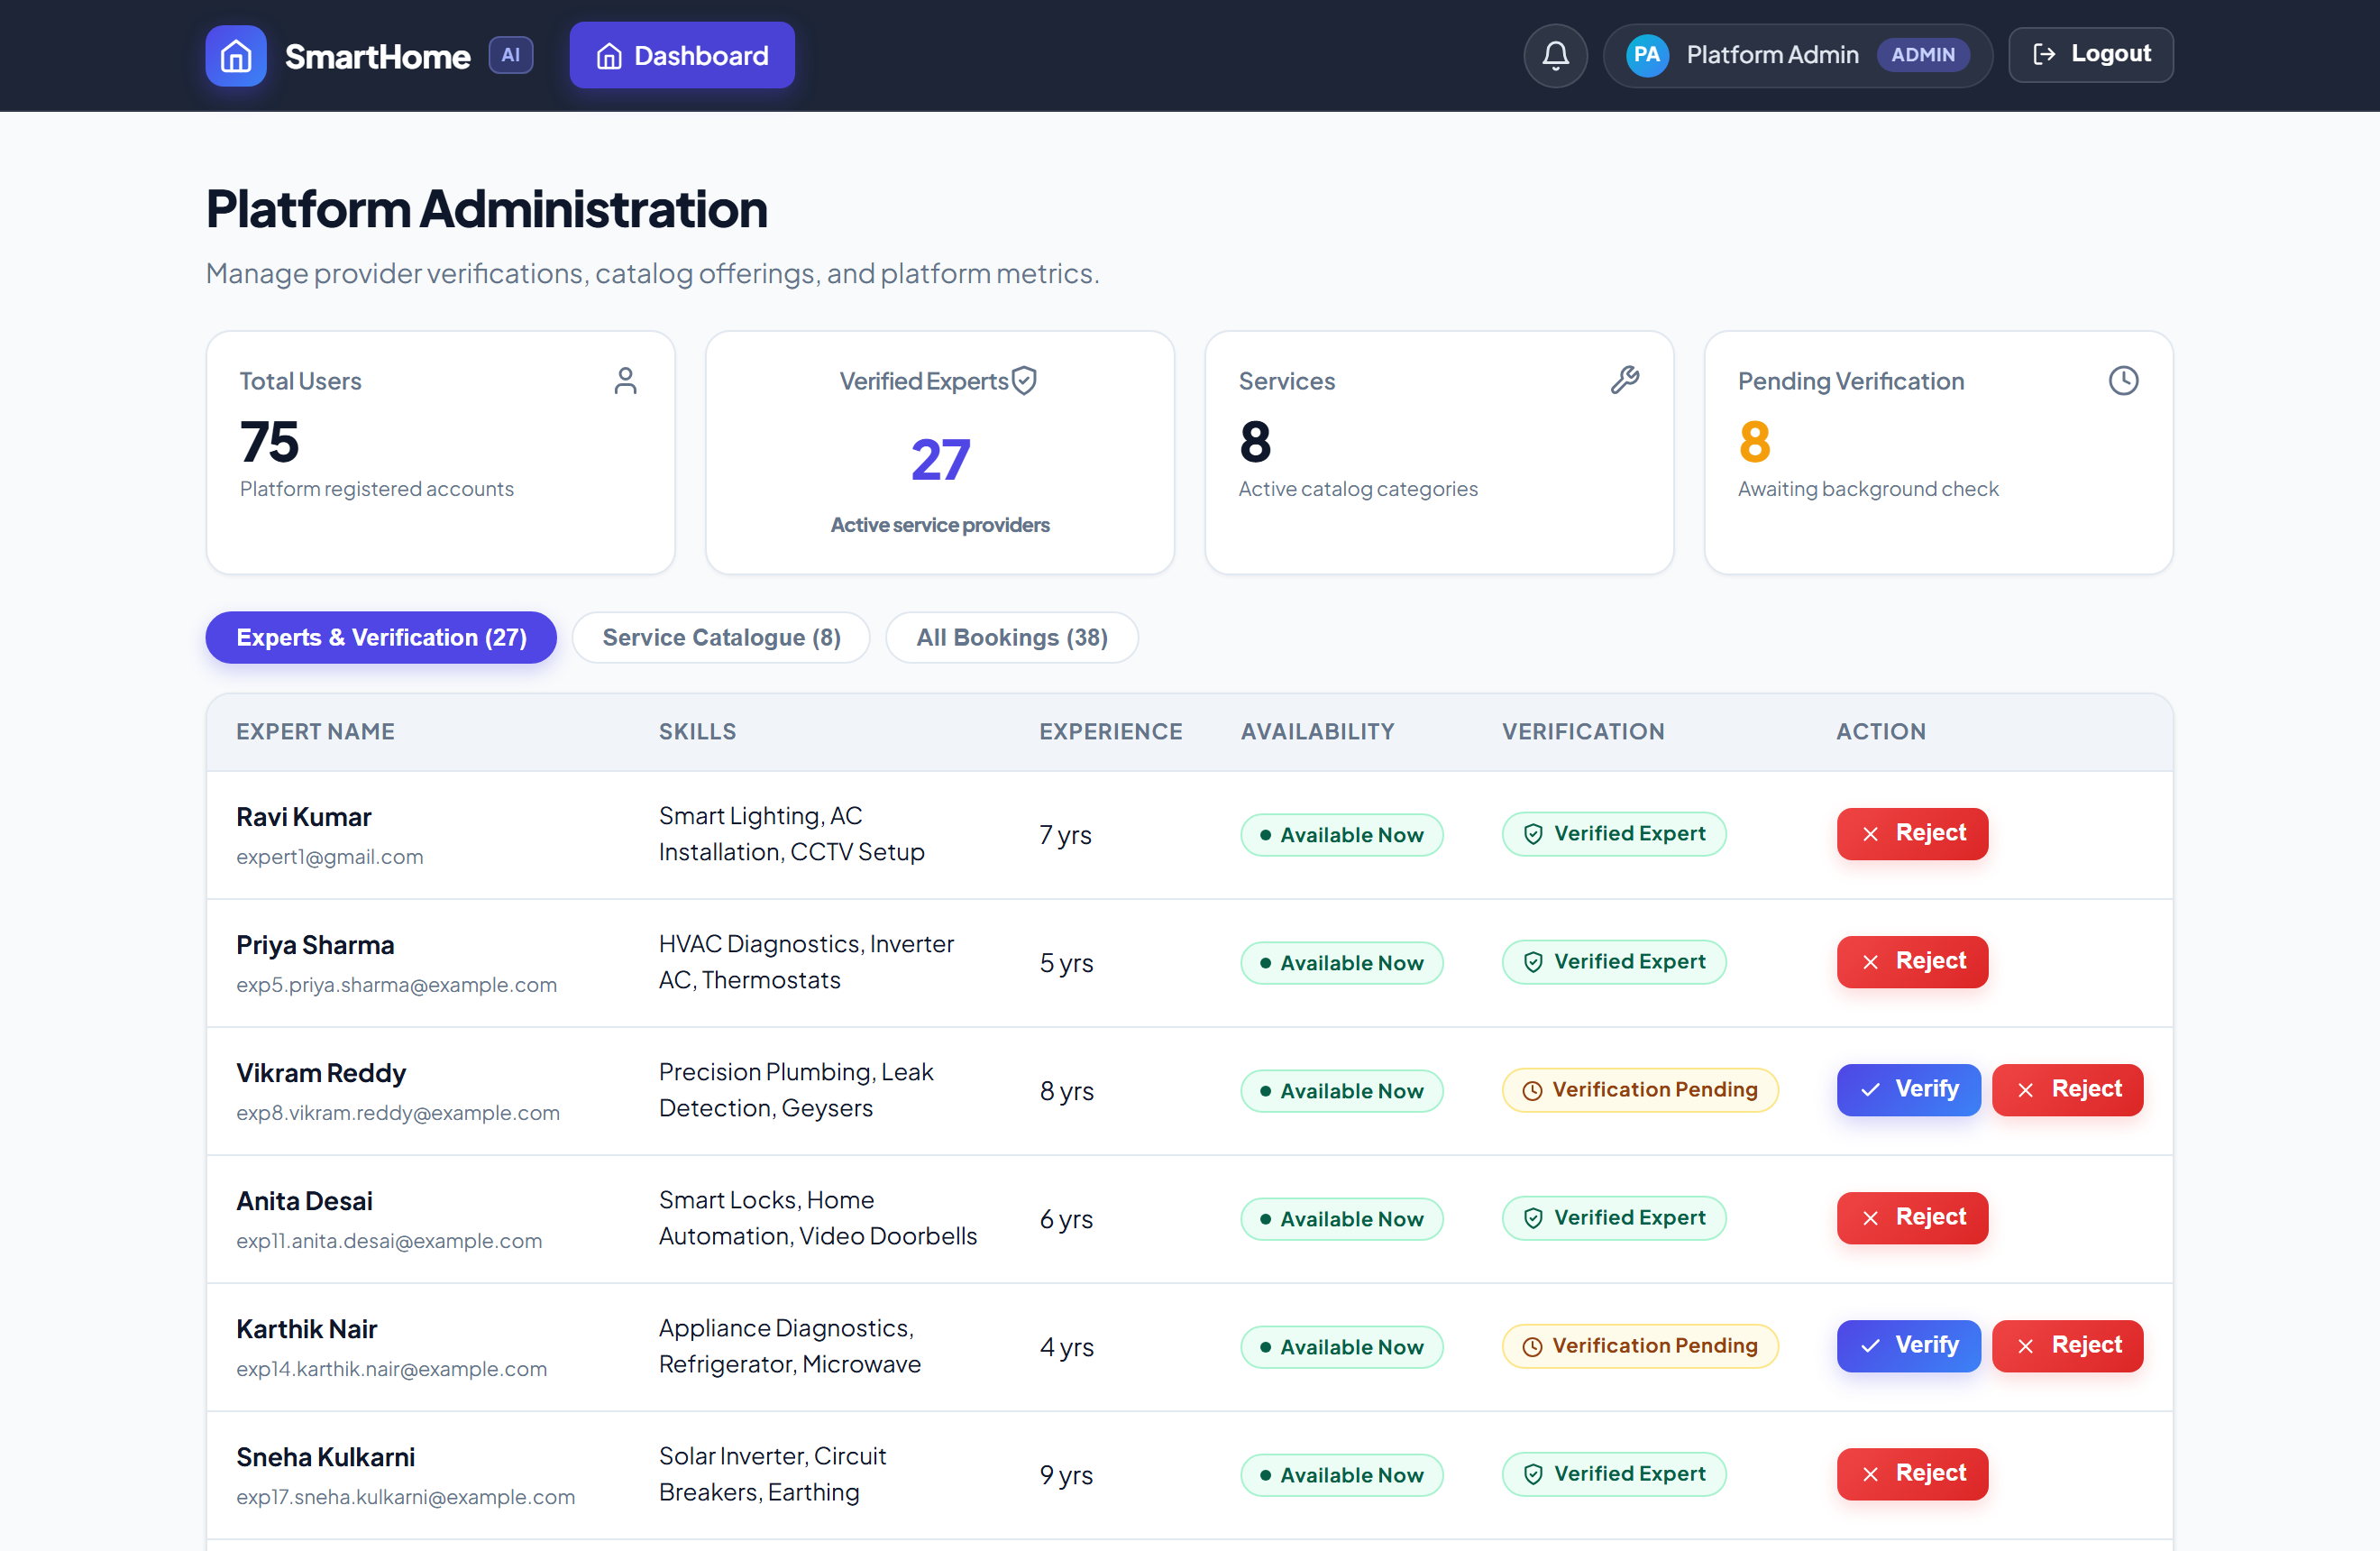 SmartHome AI Dashboard PA Platform Admin ADMIN Logout
Platform Administration
Manage provider verifications, catalog offerings, and platform metrics.
Total Users
75
Platform registered accounts
Verified Experts
27
Active service providers
Services
8
Active catalog categories
Pending Verification
8
Awaiting background check
Experts & Verification (27) Service Catalogue (8) All Bookings (38)
EXPERT NAME SKILLS EXPERIENCE AVAILABILITY VERIFICATION ACTION
Ravi Kumar
expert1@gmail.com
Smart Lighting, AC
Installation, CCTV Setup
7 yrs
Available Now
Verified Expert
Reject
Priya Sharma
exp5.priya.sharma@example.com
HVAC Diagnostics, Inverter
AC, Thermostats
5 yrs
Available Now
Verified Expert
Reject
Vikram Reddy
exp8.vikram.reddy@example.com
Precision Plumbing, Leak
Detection, Geysers
8 yrs
Available Now
Verification Pending
Verify Reject
Anita Desai
exp11.anita.desai@example.com
Smart Locks, Home
Automation, Video Doorbells
6 yrs
Available Now
Verified Expert
Reject
Karthik Nair
exp14.karthik.nair@example.com
Appliance Diagnostics,
Refrigerator, Microwave
4 yrs
Available Now
Verification Pending
Verify Reject
Sneha Kulkarni
exp17.sneha.kulkarni@example.com
Solar Inverter, Circuit
Breakers, Earthing
9 yrs
Available Now
Verified Expert
Reject